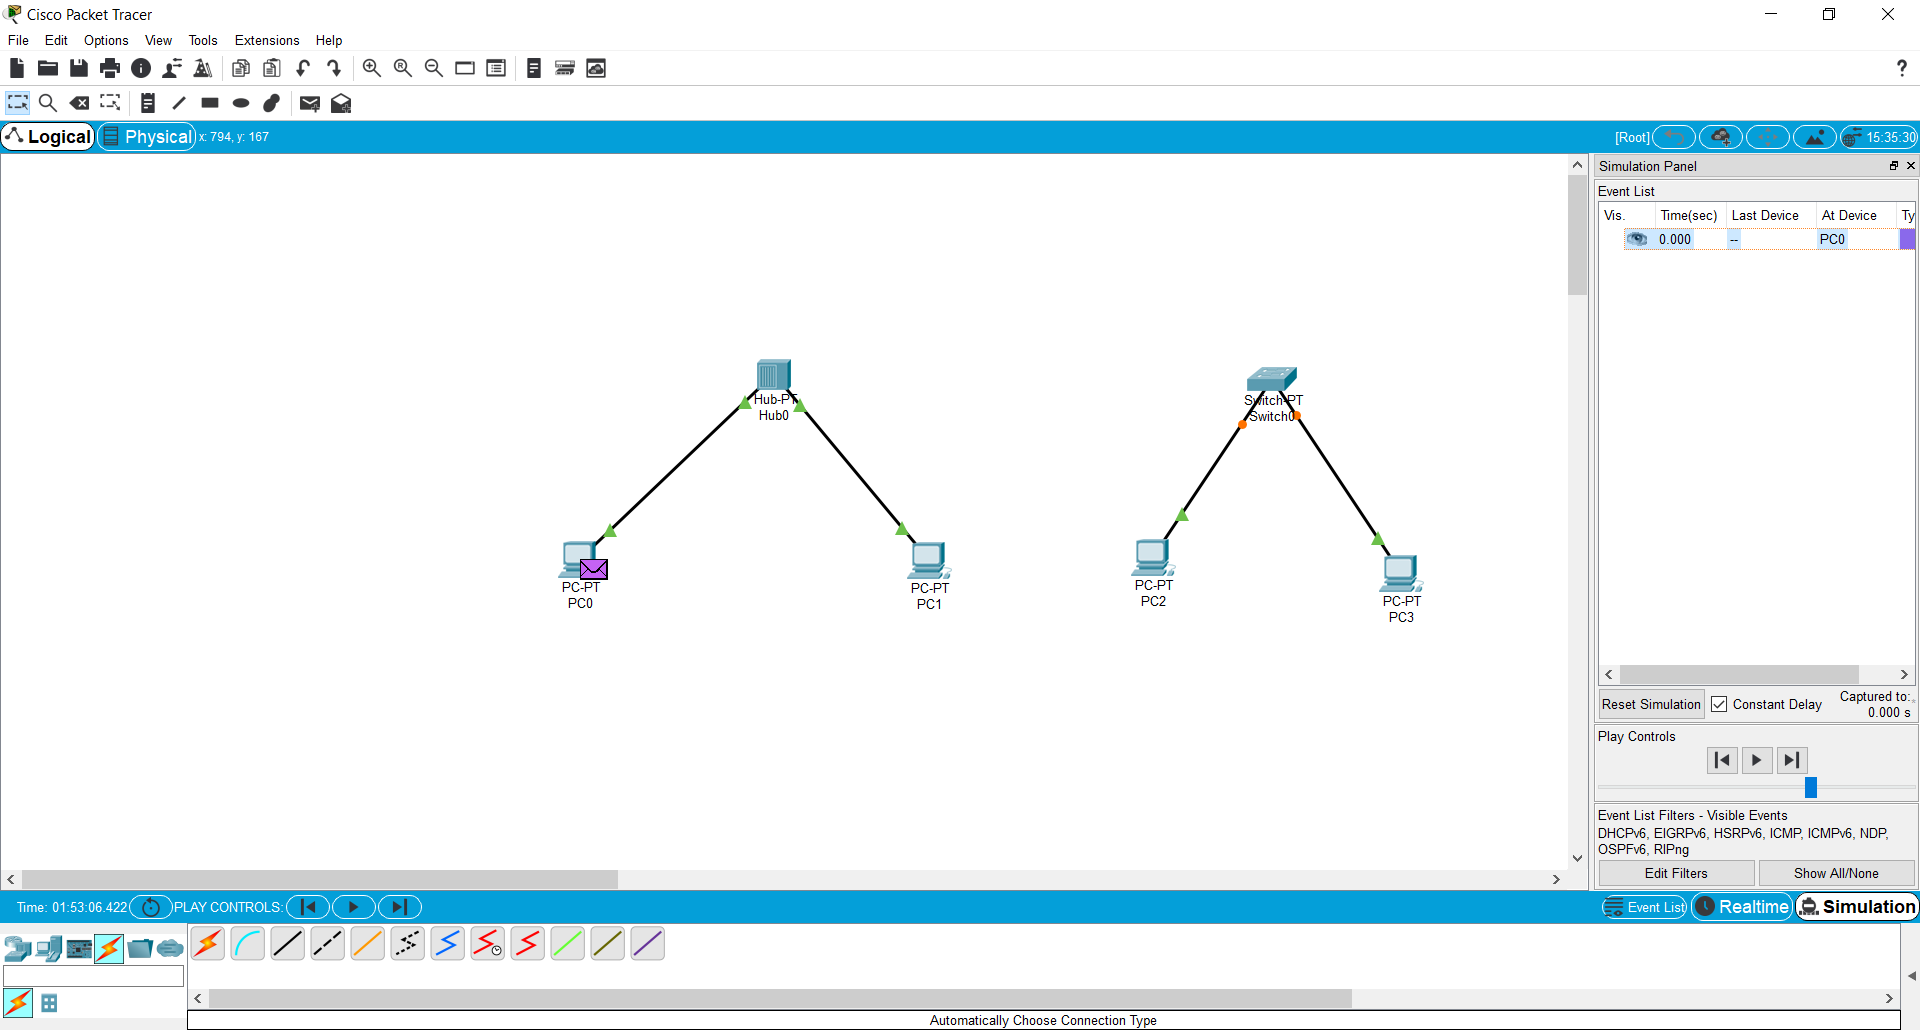 Cisco Packet Tracer
File Edit Options View Tools Extensions Help
Logical Physical x: 794, y: 167 [Root] 15:35:30
Simulation Panel
Event List
Vis. Time(sec) Last Device At Device Ty
0.000 -- PC0
Hub-PT
Hub0
Switch-PT
Switch0
PC-PT
PC0
PC-PT
PC1
PC-PT
PC2
PC-PT
PC3
Reset Simulation Constant Delay Captured to:
0.000 s
Play Controls
Event List Filters - Visible Events
DHCPv6, EIGRPv6, HSRPv6, ICMP, ICMPv6, NDP,
OSPFv6, RIPng
Edit Filters Show All/None
Time: 01:53:06.422 PLAY CONTROLS: Event List Realtime Simulation
Automatically Choose Connection Type